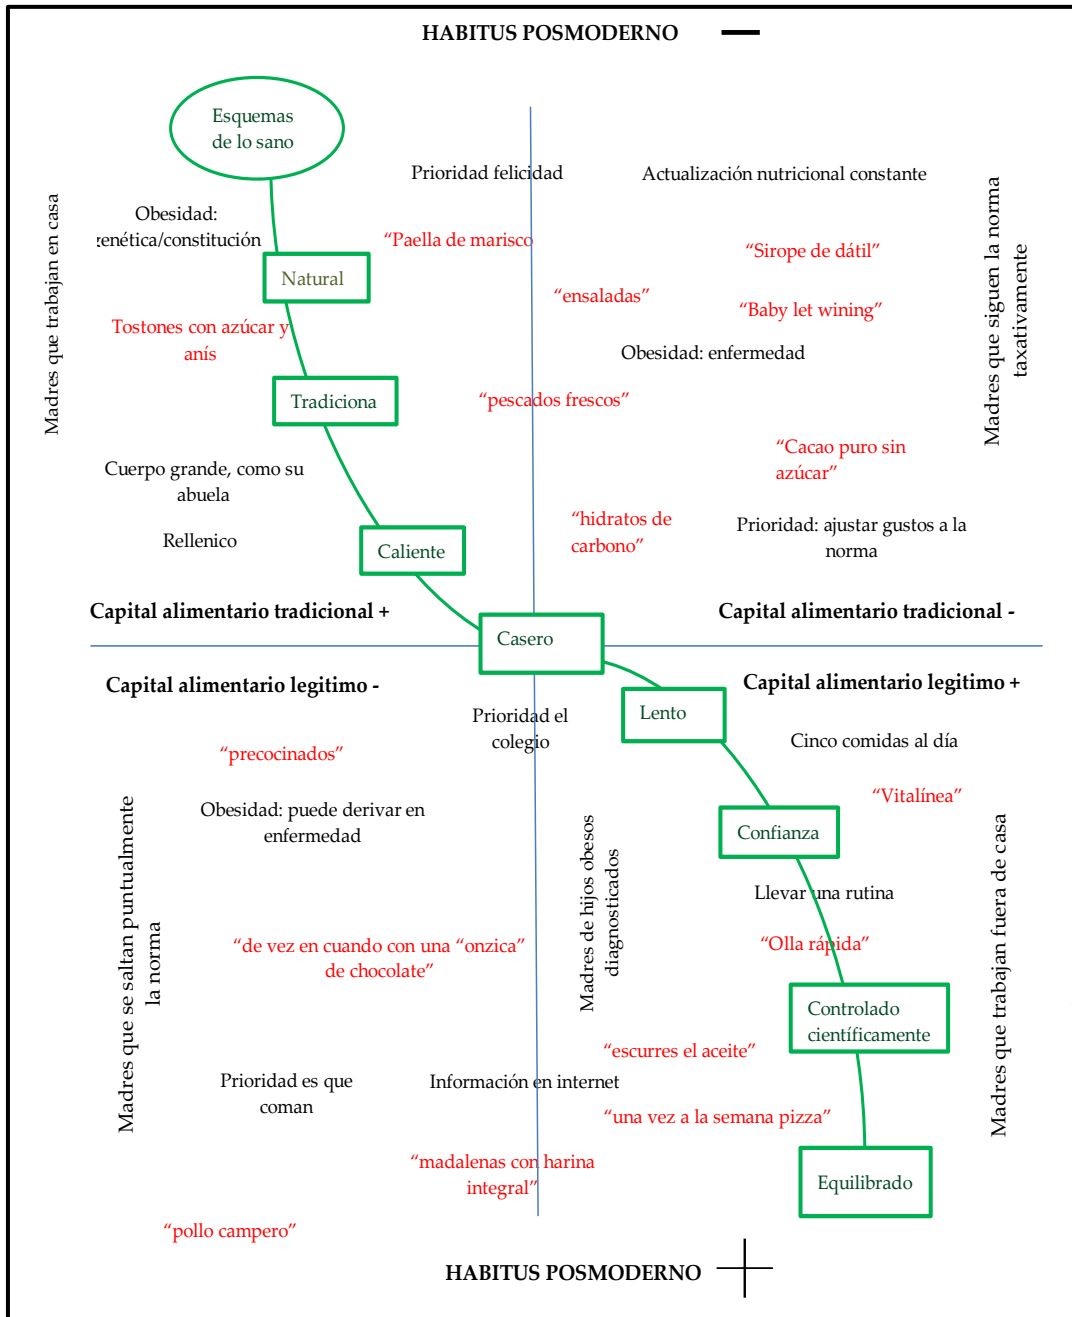 HABITUS POSMODERNO —
Esquemas
de lo sano
Prioridad felicidad
Actualización nutricional constante
Madres que trabajan en casa
Obesidad:
genética/constitución
“Paella de marisco
“Sirope de dátil”
Madres que siguen la norma
taxativamente
Natural
“ensaladas”
“Baby let wining”
Tostones con azúcar y
anís
Obesidad: enfermedad
Tradiciona
“pescados frescos”
“Cacao puro sin
azúcar”
Cuerpo grande, como su
abuela
Rellenico
“hidratos de
carbono”
Prioridad: ajustar gustos a la
norma
Caliente
Capital alimentario tradicional +
Capital alimentario tradicional -
Casero
Capital alimentario legitimo -
Capital alimentario legitimo +
Lento
Prioridad el
colegio
Cinco comidas al día
“precocinados”
“Vitalínea”
Obesidad: puede derivar en
enfermedad
Confianza
Madres que se saltan puntualmente
la norma
Madres de hijos obesos
diagnosticados
Madres que trabajan fuera de casa
Llevar una rutina
“de vez en cuando con una “onzica”
de chocolate”
“Olla rápida”
Controlado
científicamente
“escurres el aceite”
Prioridad es que
coman
Información en internet
“una vez a la semana pizza”
“madalenas con harina
integral”
Equilibrado
“pollo campero”
HABITUS POSMODERNO +